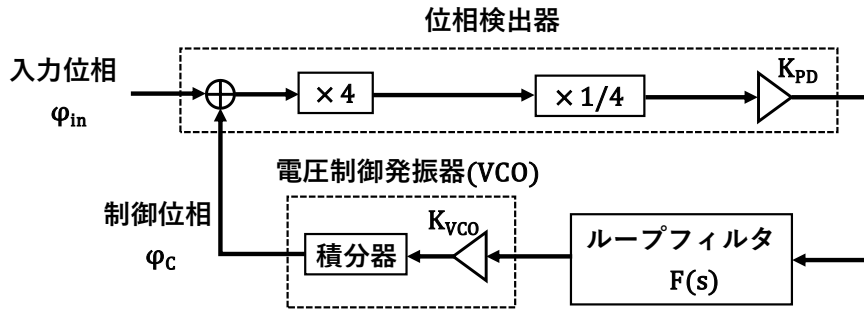 位相検出器
入力位相
φin
× 4
× 1/4
KPD
電圧制御発振器(VCO)
制御位相
φC
積分器
KVCO
ループフィルタ
F(s)